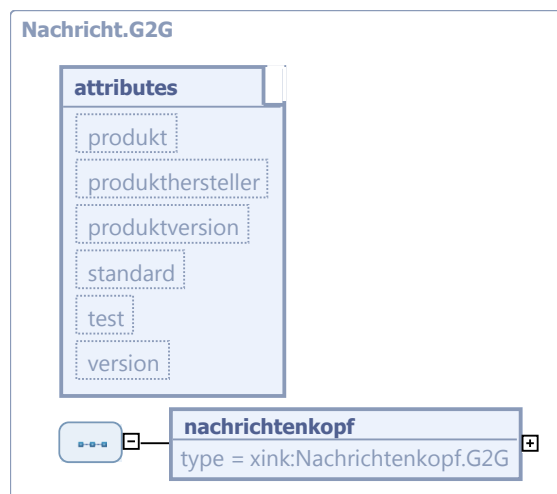 Nachricht.G2G
attributes
produkt
produkthersteller
produktversion
standard
test
version
nachrichtenkopf
type = xink:Nachrichtenkopf.G2G